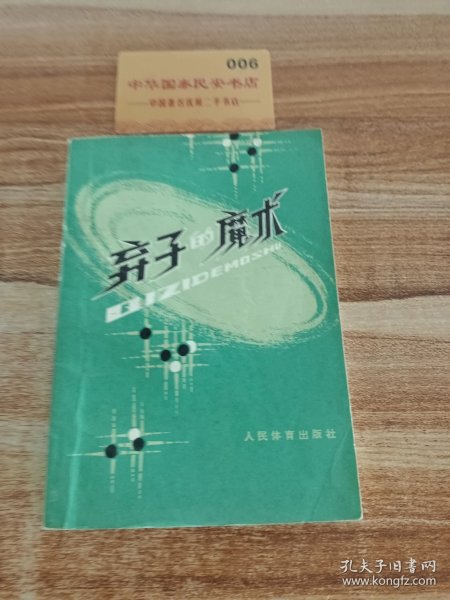 006
中华国泰民安书店
弃子的魔术
QIZIDEMOSHU
人民体育出版社
孔夫子旧书网
www.kongfz.com